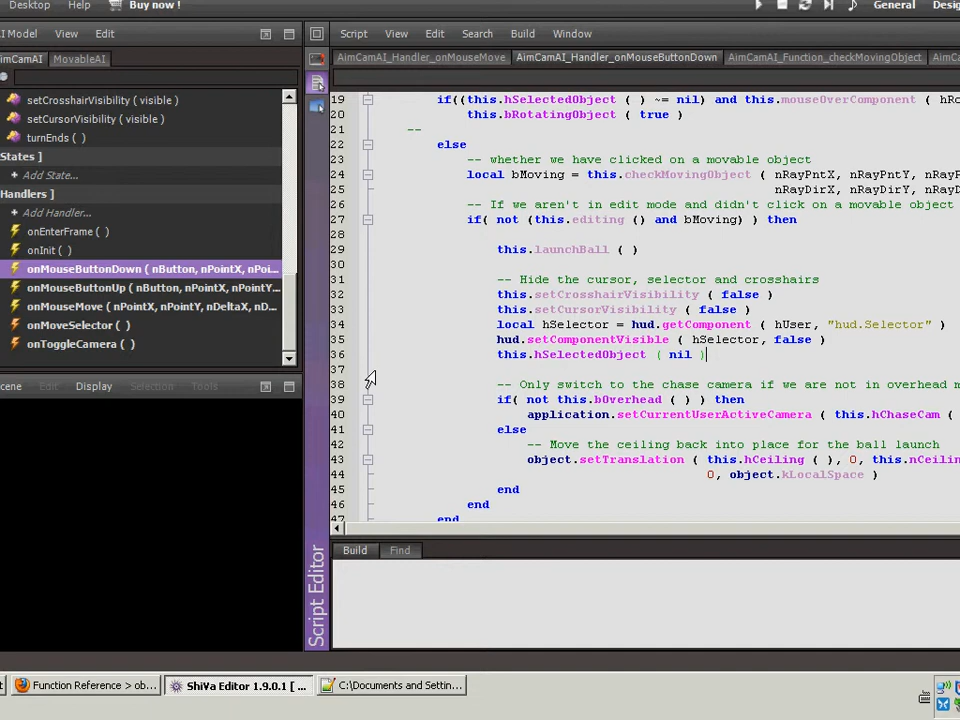 Desktop Help Buy now ! General Desig
AI Model View Edit
AimCamAI MovableAI
setCrosshairVisibility ( visible )
setCursorVisibility ( visible )
turnEnds ( )
States ]
+ Add State...
Handlers ]
+ Add Handler...
onEnterFrame ( )
onInit ( )
onMouseButtonDown ( nButton, nPointX, nPoi...
onMouseButtonUp ( nButton, nPointX, nPointY...
onMouseMove ( nPointX, nPointY, nDeltaX, nD...
onMoveSelector ( )
onToggleCamera ( )
cene Edit Display Selection Tools
Script View Edit Search Build Window
AimCamAI_Handler_onMouseMove AimCamAI_Handler_onMouseButtonDown AimCamAI_Function_checkMovingObject AimCa
19 if((this.hSelectedObject ( ) ~= nil) and this.mouseOverComponent ( hRo
20 this.bRotatingObject ( true )
21 --
22 else
23 -- whether we have clicked on a movable object
24 local bMoving = this.checkMovingObject ( nRayPntX, nRayPntY, nRayP
25 nRayDirX, nRayDirY, nRayD
26 -- If we aren't in edit mode and didn't click on a movable object
27 if( not (this.editing () and bMoving) ) then
28
29 this.launchBall ( )
30
31 -- Hide the cursor, selector and crosshairs
32 this.setCrosshairVisibility ( false )
33 this.setCursorVisibility ( false )
34 local hSelector = hud.getComponent ( hUser, "hud.Selector" )
35 hud.setComponentVisible ( hSelector, false )
36 this.hSelectedObject ( nil )
37
38 -- Only switch to the chase camera if we are not in overhead m
39 if( not this.bOverhead ( ) ) then
40 application.setCurrentUserActiveCamera ( this.hChaseCam (
41 else
42 -- Move the ceiling back into place for the ball launch
43 object.setTranslation ( this.hCeiling ( ), 0, this.nCeilin
44 0, object.kLocalSpace )
45 end
46 end
47 end
Build Find
Script Editor
t Function Reference > ob... ShiVa Editor 1.9.0.1 [ ... C:\Documents and Settin...